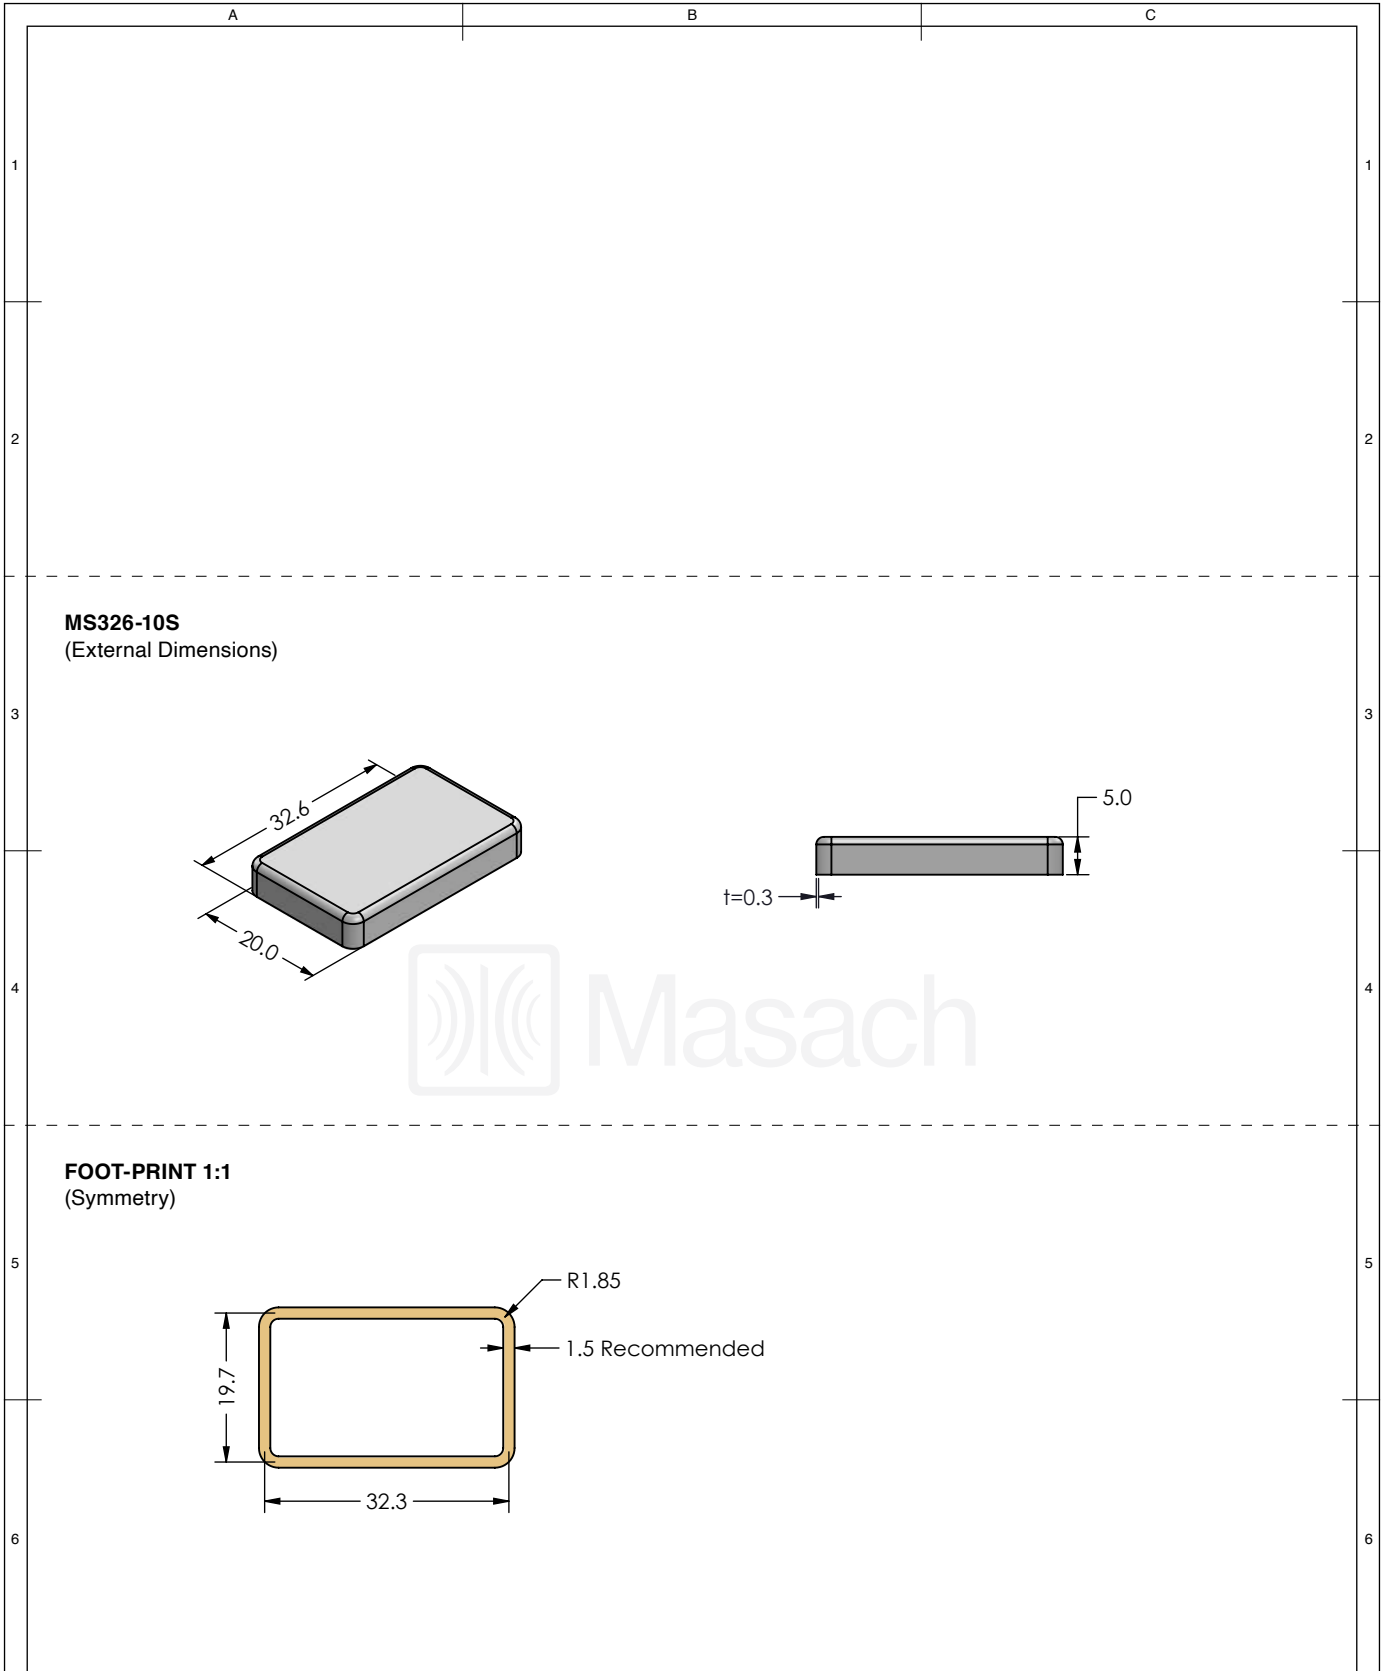 A B C
1 1
2 2
MS326-10S
(External Dimensions)
3 3
32.6
5.0
t=0.3
20.0
4 4
Masach
FOOT-PRINT 1:1
(Symmetry)
5 5
R1.85
1.5 Recommended
19.7
32.3
6 6